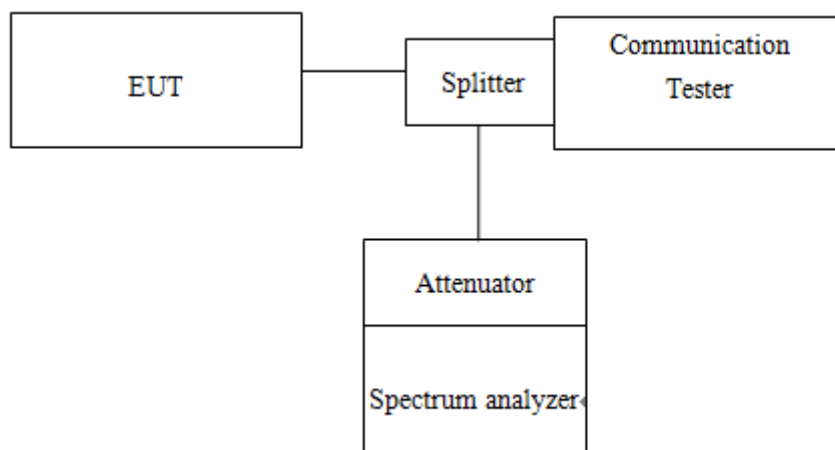 EUT
Splitter
Communication
Tester
Attenuator
Spectrum analyzer